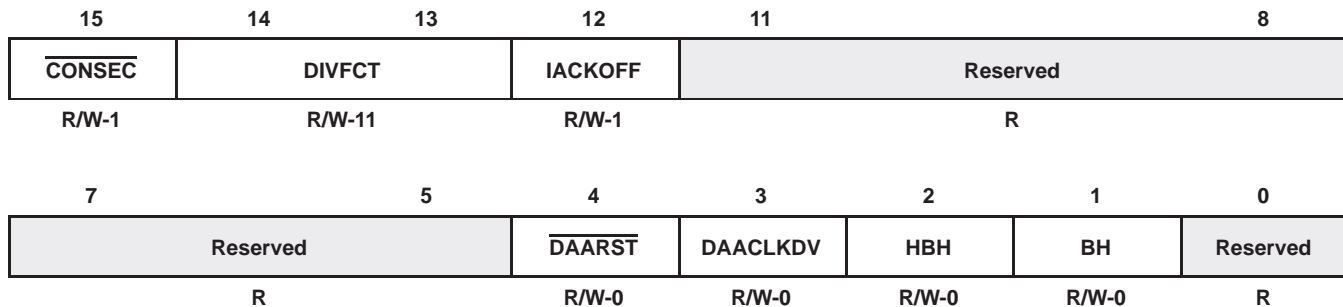 15 14 13 12 11 8
CONSEC DIVFCT IACKOFF Reserved
R/W-1 R/W-11 R/W-1 R
7 5 4 3 2 1 0
Reserved DAARST DAACLKDV HBH BH Reserved
R R/W-0 R/W-0 R/W-0 R/W-0 R